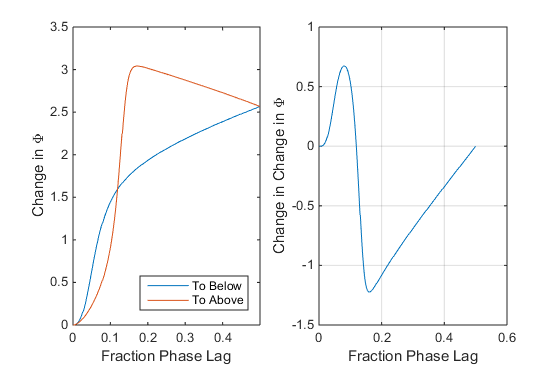 3.5
3
2.5
2
1.5
1
0.5
0
0 0.1 0.2 0.3 0.4
Change in Φ
Fraction Phase Lag
To Below
To Above
1
0.5
0
-0.5
-1
-1.5
0 0.2 0.4 0.6
Change in Change in Φ
Fraction Phase Lag